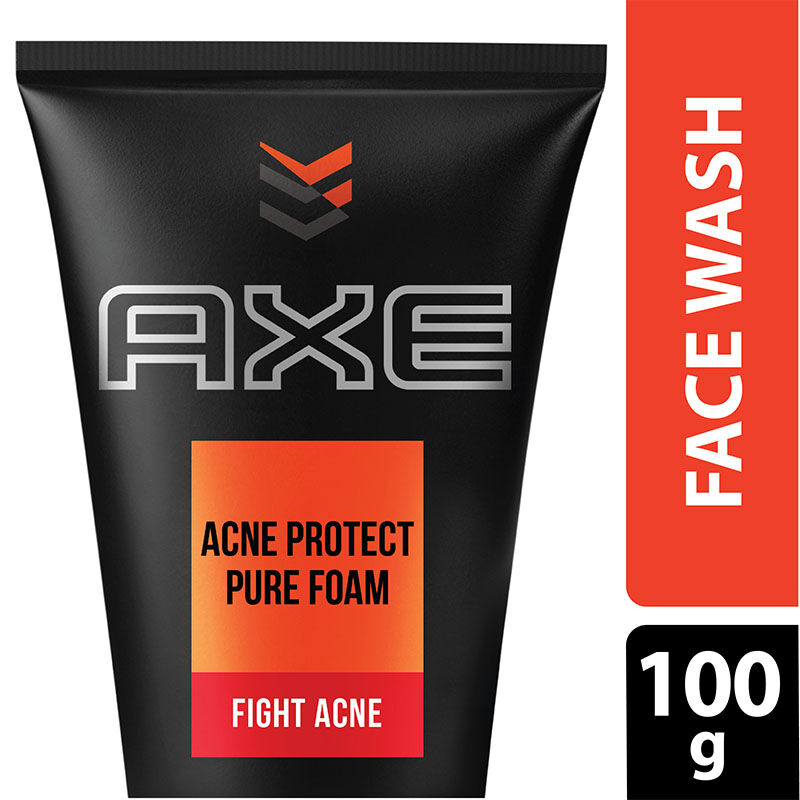 AXE
ACNE PROTECT
PURE FOAM
FIGHT ACNE
FACE WASH
100
g